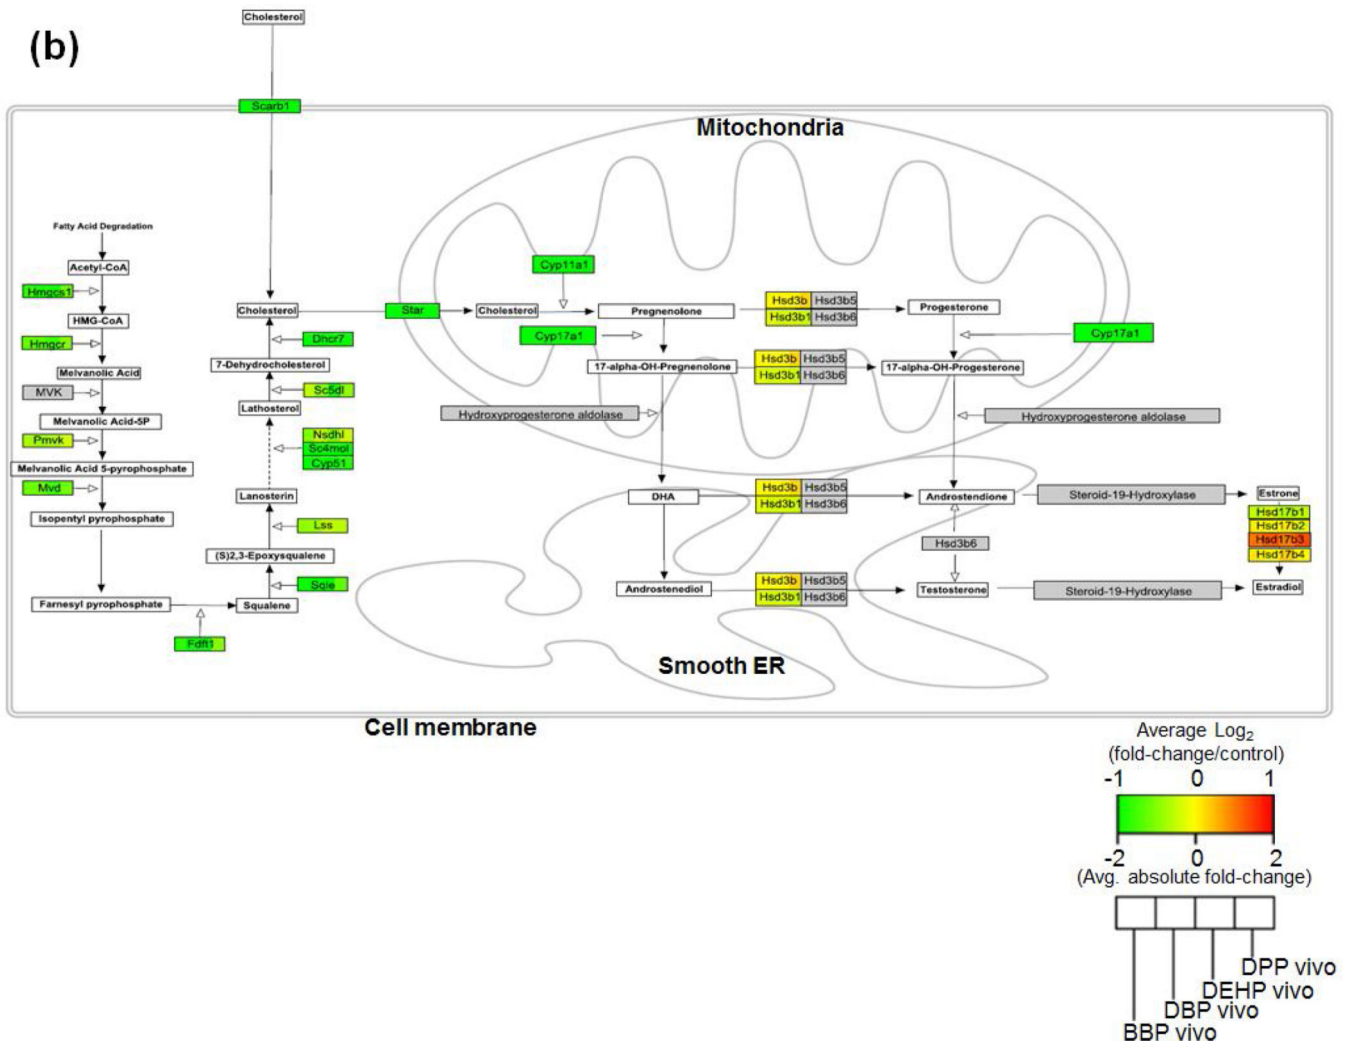 (b)
Cholesterol
Scarb1
Mitochondria
Fatty Acid Degradation
Acetyl-CoA
Hmgcs1
HMG-CoA
Hmgcr
Melvanolic Acid
MVK
Melvanolic Acid-5P
Pmvk
Melvanolic Acid 5-pyrophosphate
Mvd
Isopentyl pyrophosphate
Farnesyl pyrophosphate
Fdft1
Cholesterol
Dhcr7
7-Dehydrocholesterol
Sc5dl
Lathosterol
Nsdhl
Sc4mol
Cyp51
Lanosterin
Lss
(S)2,3-Epoxysqualene
Sqle
Squalene
Star
Cholesterol
Cyp11a1
Pregnenolone
Hsd3b Hsd3b5
Hsd3b1 Hsd3b6
Progesterone
Cyp17a1
Cyp17a1
17-alpha-OH-Pregnenolone
Hsd3b Hsd3b5
Hsd3b1 Hsd3b6
17-alpha-OH-Progesterone
Hydroxyprogesterone aldolase
Hydroxyprogesterone aldolase
DHA
Hsd3b Hsd3b5
Hsd3b1 Hsd3b6
Androstendione
Steroid-19-Hydroxylase
Estrone
Hsd17b1
Hsd17b2
Hsd17b3
Hsd17b4
Hsd3b6
Androstenediol
Hsd3b Hsd3b5
Hsd3b1 Hsd3b6
Testosterone
Steroid-19-Hydroxylase
Estradiol
Smooth ER
Cell membrane
Average Log2
(fold-change/control)
-1 0 1
-2 0 2
(Avg. absolute fold-change)
DPP vivo
DEHP vivo
DBP vivo
BBP vivo